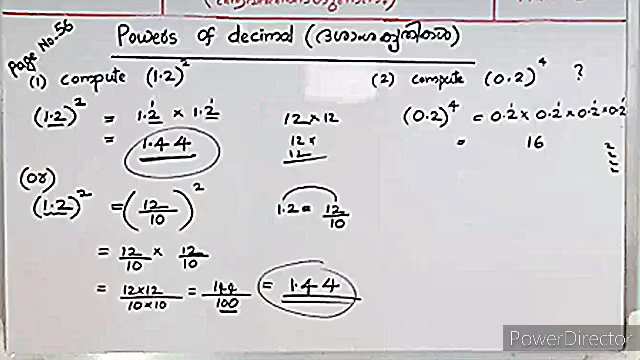 Page No.56
Powers of decimal (ദശാംശകൃതികൾ)
(1) compute (1.2)²
(1.2)² = 1.2 × 1.2
= 1.44
12 × 12
12 ×
12
(or)
(1.2)² = (12/10)²
1.2 = 12/10
= 12/10 × 12/10
= 12×12/10×10 = 144/100 = 1.44
(2) compute (0.2)⁴ ?
(0.2)⁴ = 0.2 × 0.2 × 0.2 × 0.2
= 16
PowerDirector